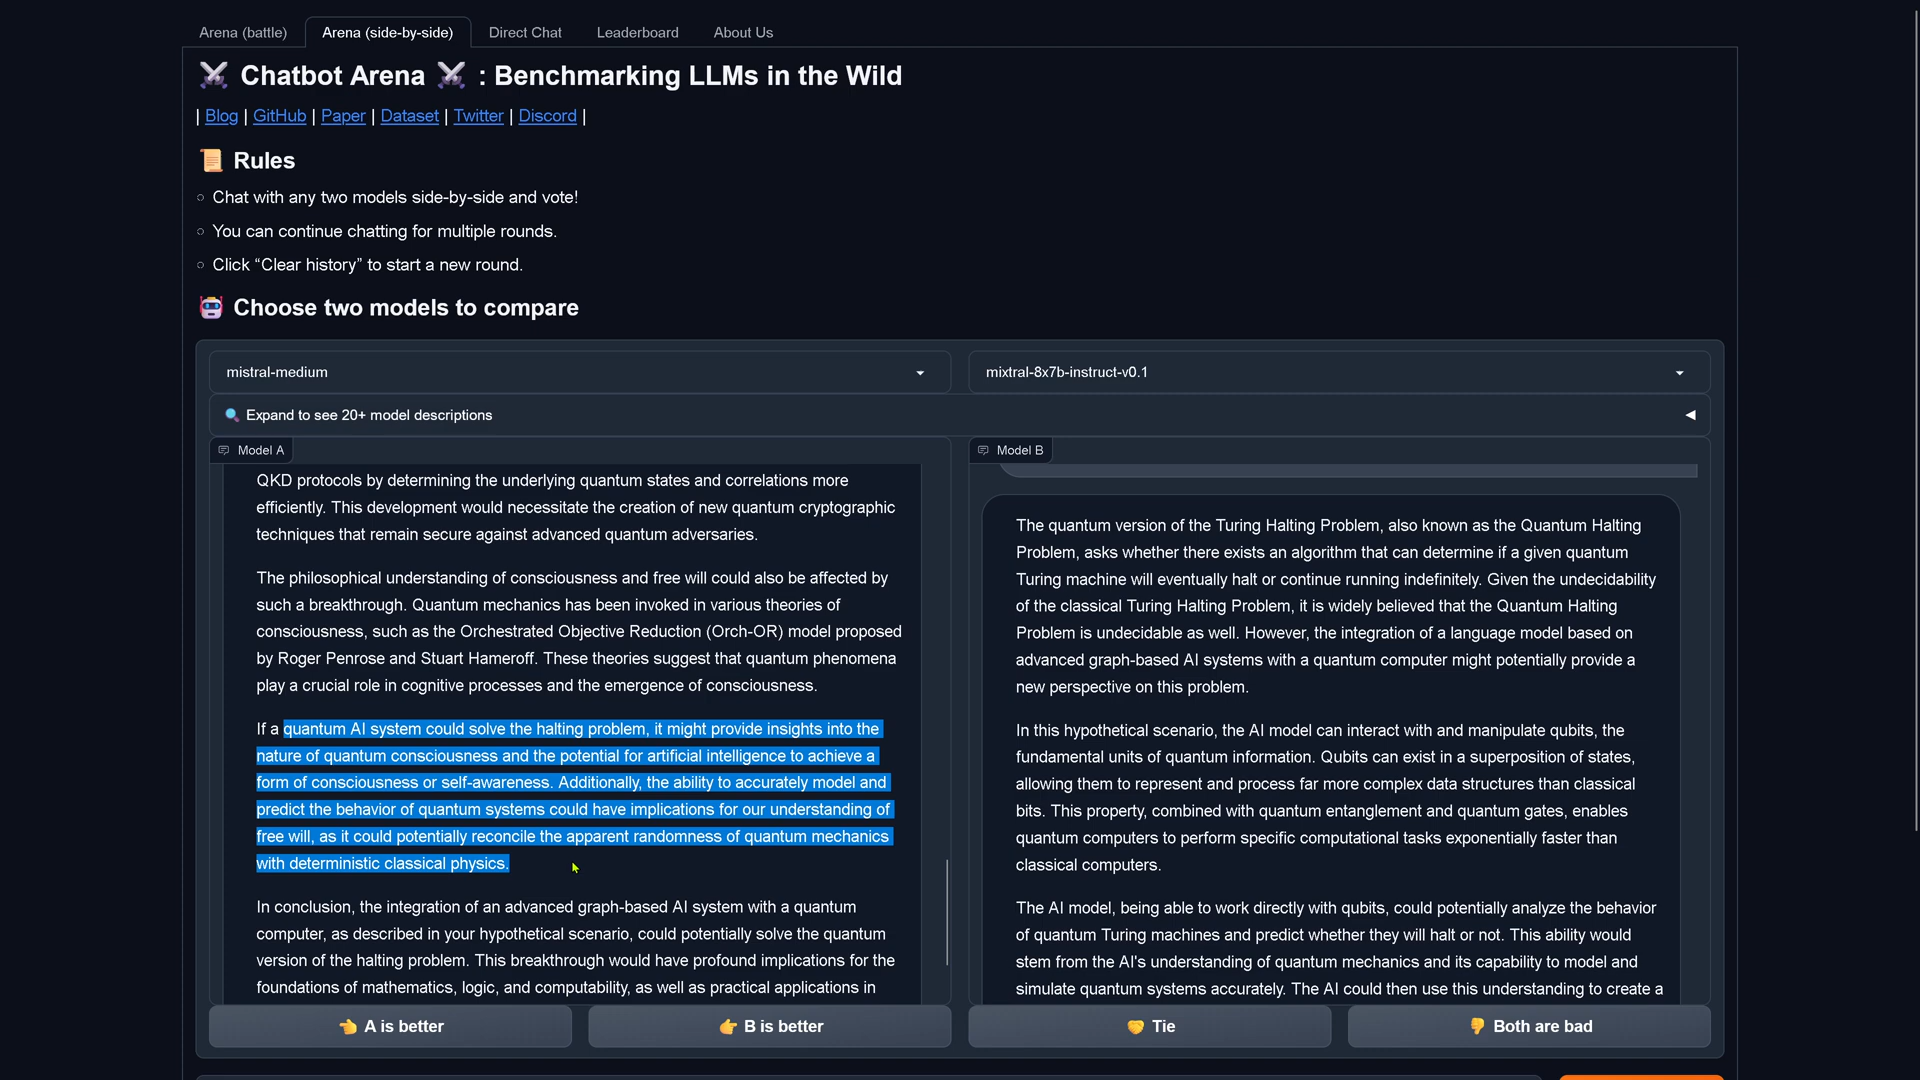 Arena (battle)
Arena (side-by-side)
Direct Chat
Leaderboard
About Us
Chatbot Arena : Benchmarking LLMs in the Wild
| Blog | GitHub | Paper | Dataset | Twitter | Discord |
Rules
Chat with any two models side-by-side and vote!
You can continue chatting for multiple rounds.
Click “Clear history” to start a new round.
Choose two models to compare
mistral-medium
mixtral-8x7b-instruct-v0.1
Expand to see 20+ model descriptions
Model A
QKD protocols by determining the underlying quantum states and correlations more
efficiently. This development would necessitate the creation of new quantum cryptographic
techniques that remain secure against advanced quantum adversaries.
The philosophical understanding of consciousness and free will could also be affected by
such a breakthrough. Quantum mechanics has been invoked in various theories of
consciousness, such as the Orchestrated Objective Reduction (Orch-OR) model proposed
by Roger Penrose and Stuart Hameroff. These theories suggest that quantum phenomena
play a crucial role in cognitive processes and the emergence of consciousness.
If a quantum AI system could solve the halting problem, it might provide insights into the
nature of quantum consciousness and the potential for artificial intelligence to achieve a
form of consciousness or self-awareness. Additionally, the ability to accurately model and
predict the behavior of quantum systems could have implications for our understanding of
free will, as it could potentially reconcile the apparent randomness of quantum mechanics
with deterministic classical physics.
In conclusion, the integration of an advanced graph-based AI system with a quantum
computer, as described in your hypothetical scenario, could potentially solve the quantum
version of the halting problem. This breakthrough would have profound implications for the
foundations of mathematics, logic, and computability, as well as practical applications in
Model B
The quantum version of the Turing Halting Problem, also known as the Quantum Halting
Problem, asks whether there exists an algorithm that can determine if a given quantum
Turing machine will eventually halt or continue running indefinitely. Given the undecidability
of the classical Turing Halting Problem, it is widely believed that the Quantum Halting
Problem is undecidable as well. However, the integration of a language model based on
advanced graph-based AI systems with a quantum computer might potentially provide a
new perspective on this problem.
In this hypothetical scenario, the AI model can interact with and manipulate qubits, the
fundamental units of quantum information. Qubits can exist in a superposition of states,
allowing them to represent and process far more complex data structures than classical
bits. This property, combined with quantum entanglement and quantum gates, enables
quantum computers to perform specific computational tasks exponentially faster than
classical computers.
The AI model, being able to work directly with qubits, could potentially analyze the behavior
of quantum Turing machines and predict whether they will halt or not. This ability would
stem from the AI's understanding of quantum mechanics and its capability to model and
simulate quantum systems accurately. The AI could then use this understanding to create a
A is better
B is better
Tie
Both are bad